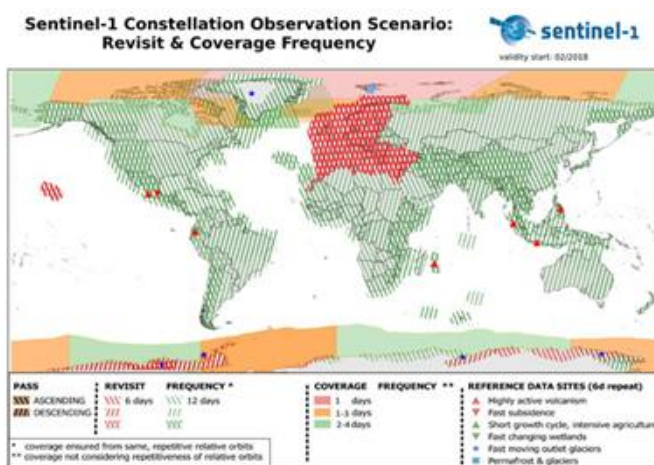 Sentinel-1 Constellation Observation Scenario:
Revisit & Coverage Frequency
sentinel-1
validity start: 02/2018
PASS
ASCENDING
DESCENDING
REVISIT FREQUENCY *
6 days 12 days
COVERAGE FREQUENCY **
1 days
1-3 days
2-4 days
REFERENCE DATA SITES (6d repeat)
Highly active volcanism
Fast subsidence
Short growth cycle, intensive agriculture
Fast changing wetlands
Fast moving outlet glaciers
Permafrost & glaciers
* coverage ensured from same, repetitive relative orbits
** coverage not considering repetitiveness of relative orbits